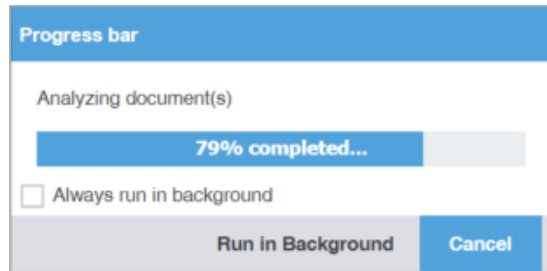 Progress bar
Analyzing document(s)
79% completed...
Always run in background
Run in Background Cancel